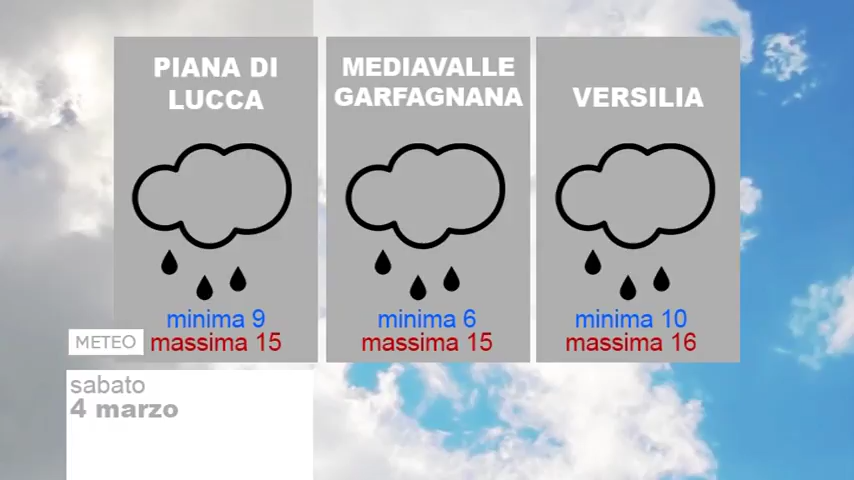 PIANA DI
LUCCA
minima 9
massima 15
MEDIAVALLE
GARFAGNANA
minima 6
massima 15
VERSILIA
minima 10
massima 16
METEO
sabato
4 marzo